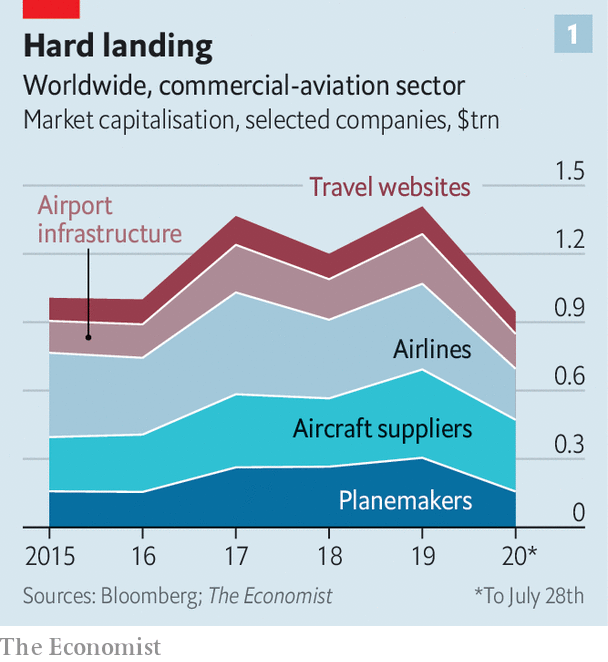 1
Hard landing
Worldwide, commercial-aviation sector
Market capitalisation, selected companies, $trn
Travel websites
1.5
Airport
infrastructure
1.2
0.9
Airlines
0.6
Aircraft suppliers
0.3
Planemakers
0
2015 16 17 18 19 20*
Sources: Bloomberg; The Economist
*To July 28th
The Economist